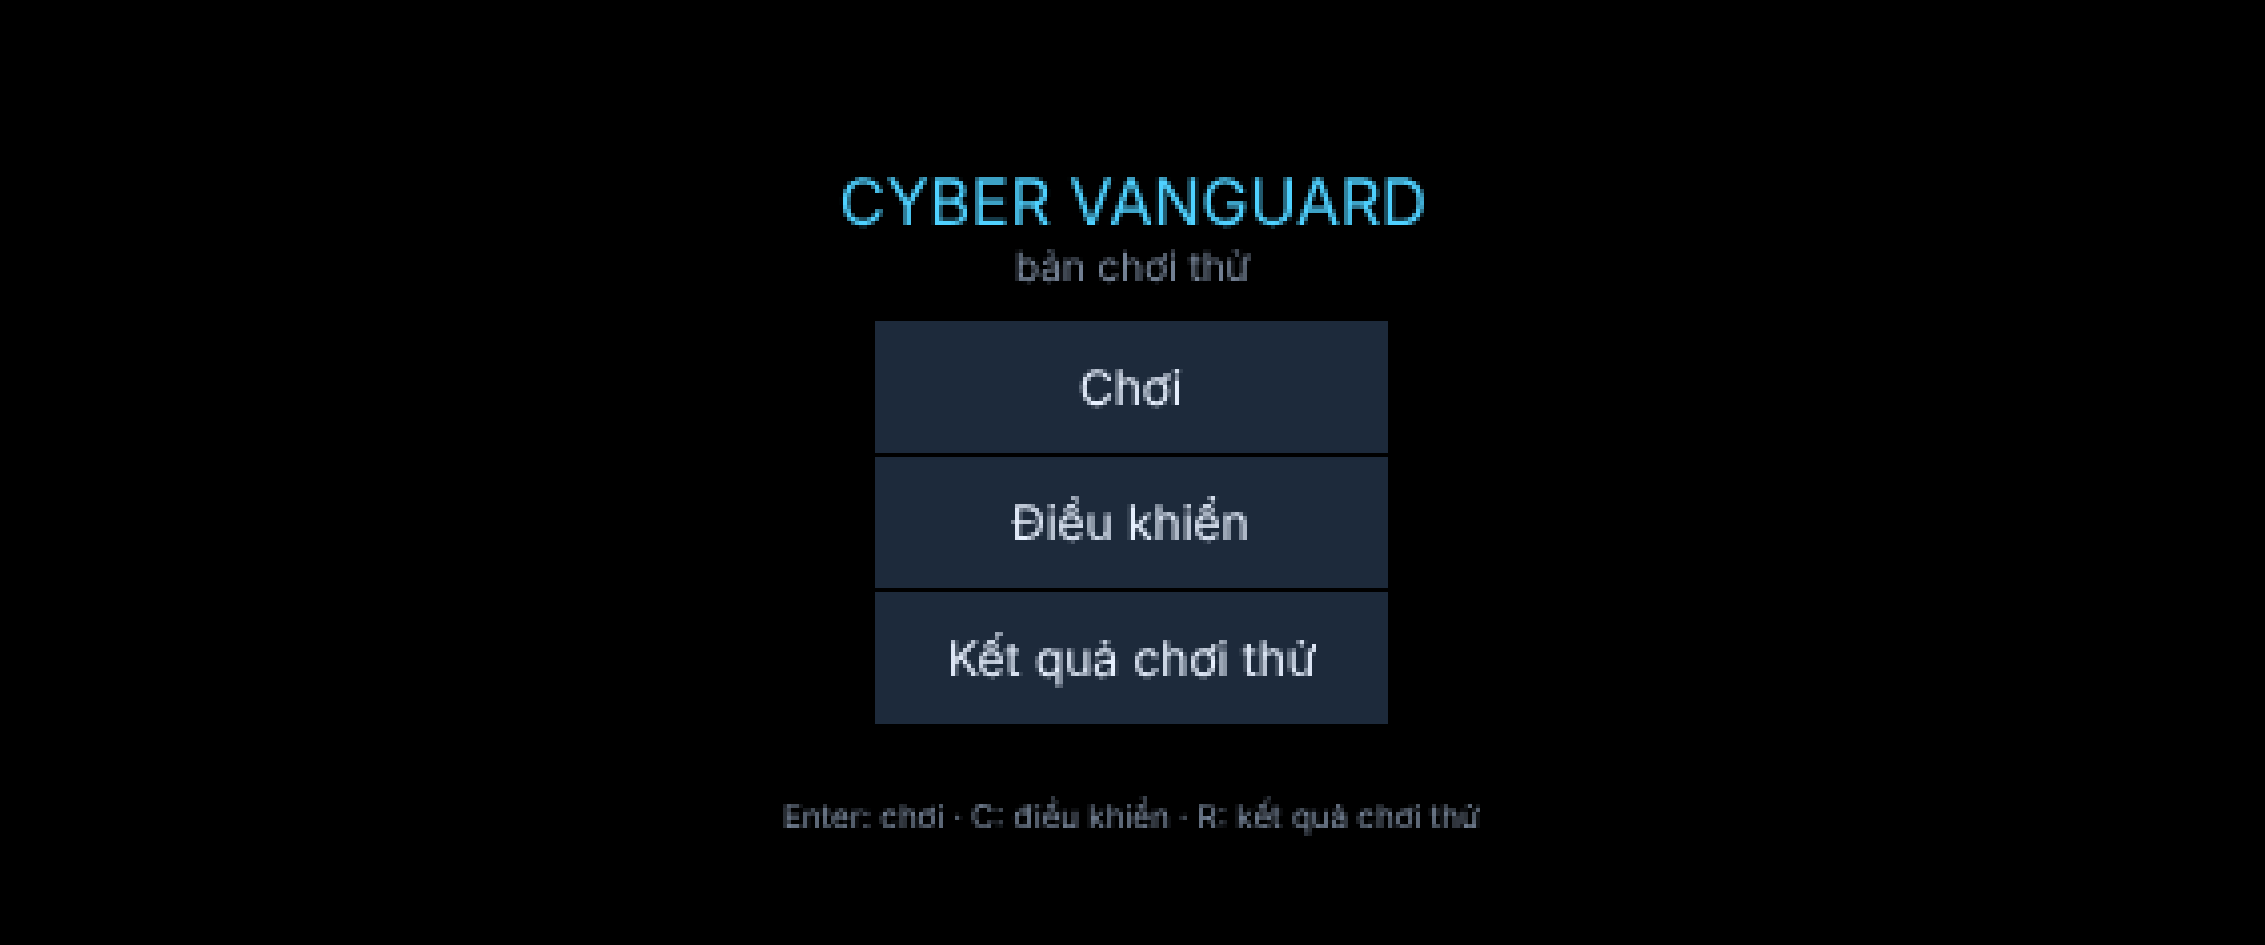 CYBER VANGUARD
bản chơi thử
Chơi
Điều khiển
Kết quả chơi thử
Enter: chơi · C: điều khiển · R: kết quả chơi thử